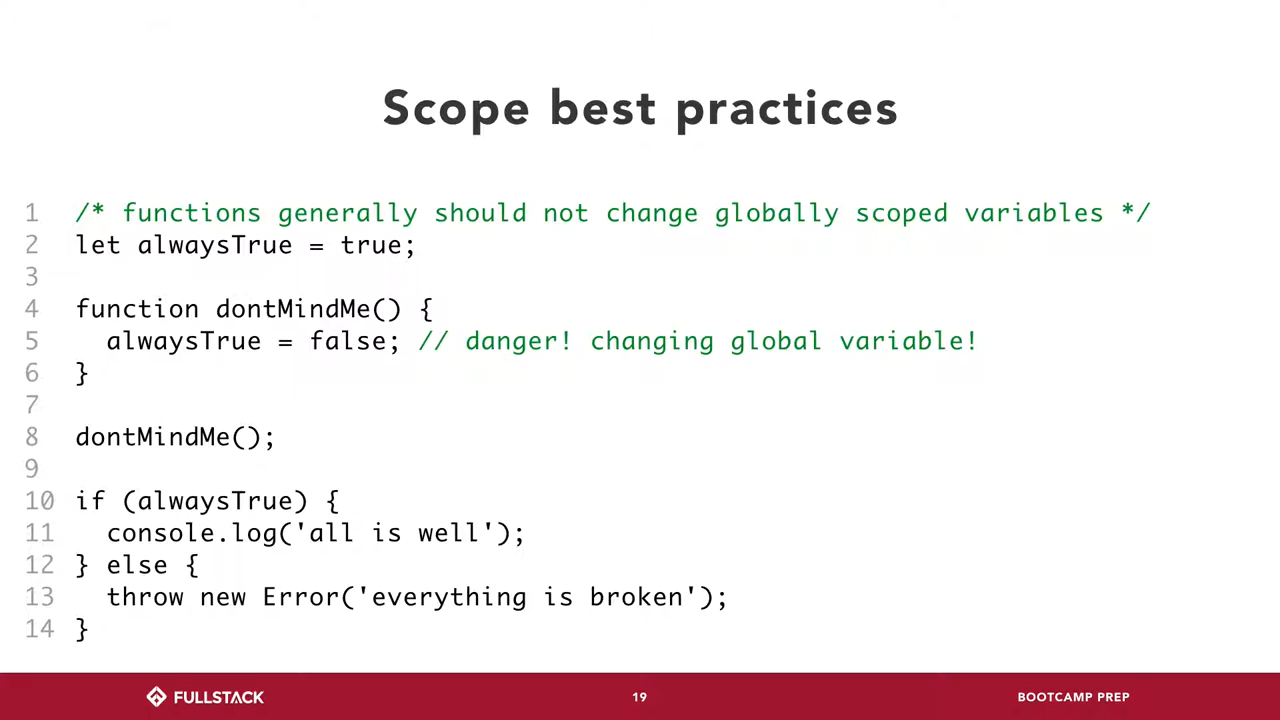 Scope best practices
1 /* functions generally should not change globally scoped variables */
2 let alwaysTrue = true;
3
4 function dontMindMe() {
5   alwaysTrue = false; // danger! changing global variable!
6 }
7
8 dontMindMe();
9
10 if (alwaysTrue) {
11   console.log('all is well');
12 } else {
13   throw new Error('everything is broken');
14 }
FULLSTACK 19 BOOTCAMP PREP